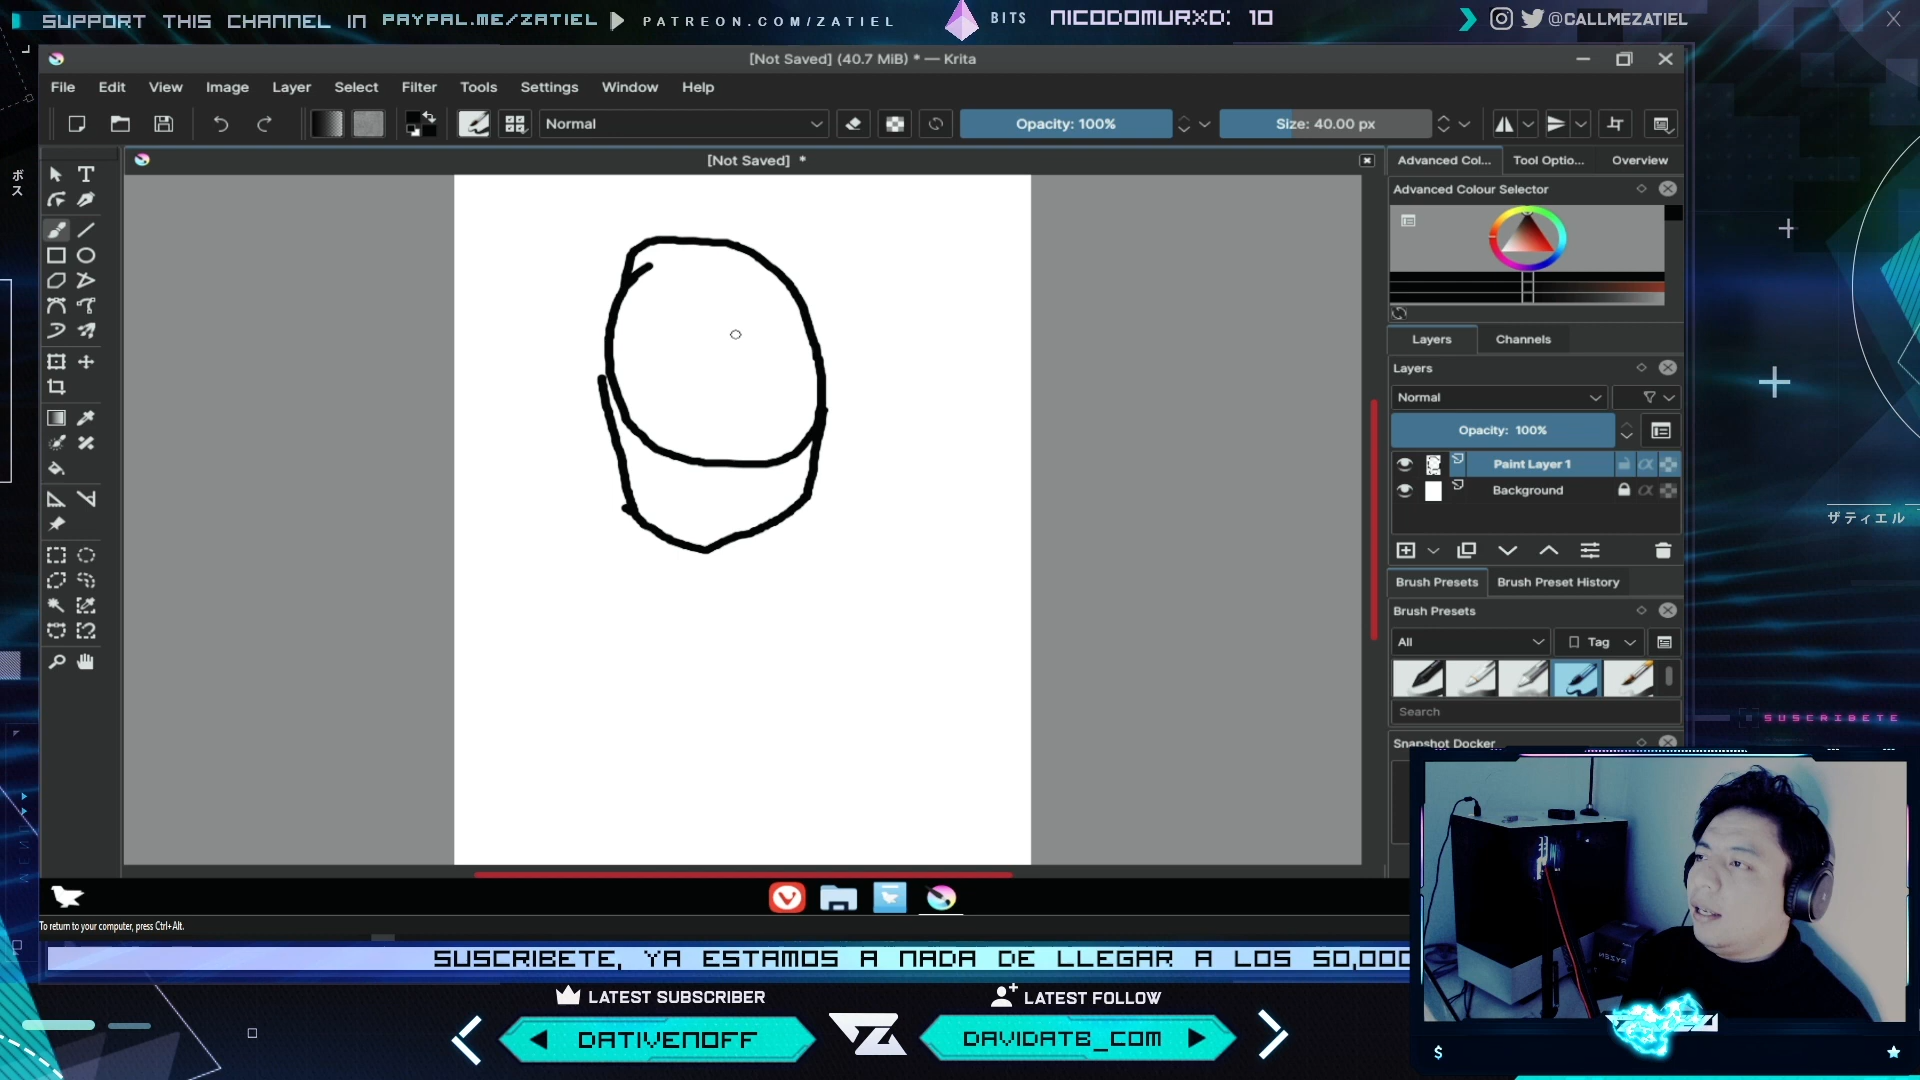 SUPPORT THIS CHANNEL IN PAYPAL.ME/ZATIEL PATREON.COM/ZATIEL
BITS NICODOMURXD: 10
@CALLMEZATIEL
[Not Saved] (40.7 MiB) * — Krita
File Edit View Image Layer Select Filter Tools Settings Window Help
Normal
Opacity: 100%
Size: 40.00 px
ボス
[Not Saved] *
Advanced Col... Tool Optio... Overview
Advanced Colour Selector
Layers Channels
Layers
Normal
Opacity: 100%
Paint Layer 1
Background
ザティエル
Brush Presets Brush Preset History
Brush Presets
All Tag
Search
SUSCRIBETE
Snapshot Docker
To return to your computer, press Ctrl+Alt.
SUSCRIBETE, YA ESTAMOS A NADA DE LLEGAR A LOS 50,000
LATEST SUBSCRIBER LATEST FOLLOW
DATIVENOFF DAVIDATB_COM